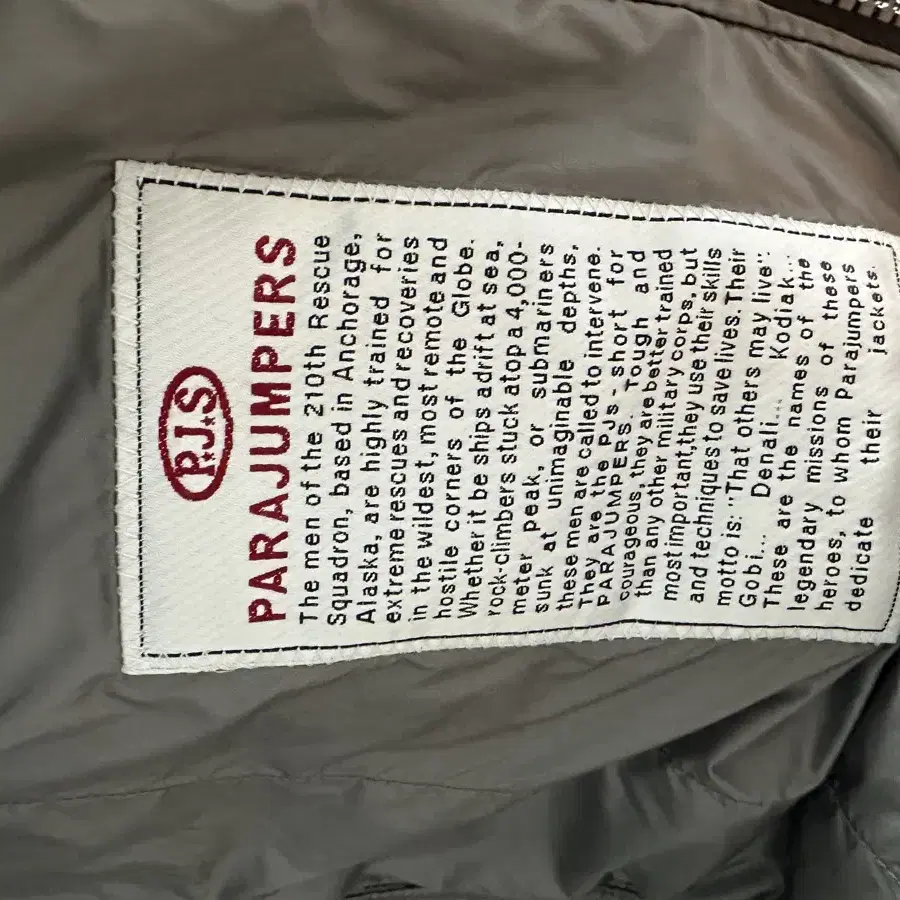 P.J.S
PARAJUMPERS
The men of the 210th Rescue
Squadron, based in Anchorage,
Alaska, are highly trained for
extreme rescues and recoveries
in the wildest, most remote and
hostile corners of the Globe.
Whether it be ships adrift at sea,
rock-climbers stuck atop a 4,000-
meter peak, or submariners
sunk at unimaginable depths,
these men are called to intervene.
They are the PJS - short for
PARAJUMPERS. Tough and
courageous, they are better trained
than any other military corps, but
most important, they use their skills
and techniques to save lives. Their
motto is: "That others may live":
Gobi... Denali... Kodiak...
These are the names of the
legendary missions of these
heroes, to whom Parajumpers
dedicate their jackets.